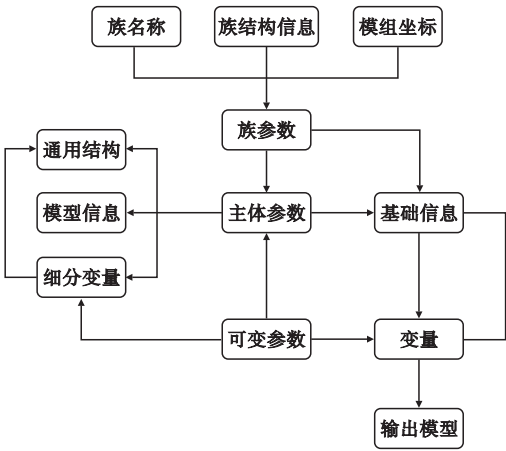 族名称
族结构信息
模组坐标
族参数
通用结构
模型信息
主体参数
基础信息
细分变量
可变参数
变量
输出模型